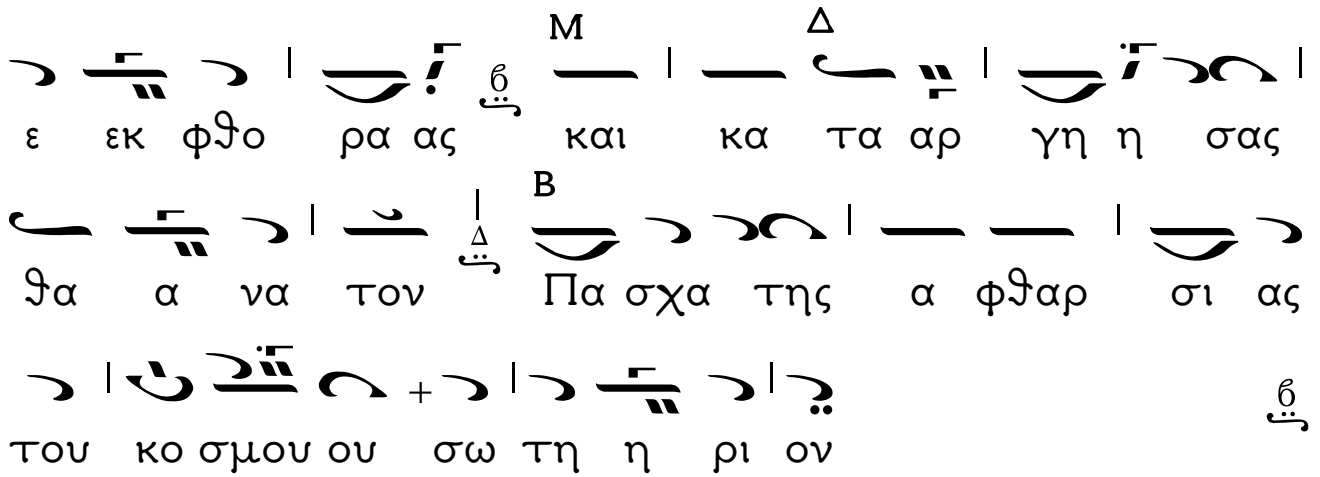 Μ Δ
ε εκ φϑο ρα ας ϐ και κα τα αρ γη η σας
Β
ϑα α να τον Δ Πα σχα της α φϑαρ σι ας
του κο σμου ου + σω τη η ρι ον ϐ